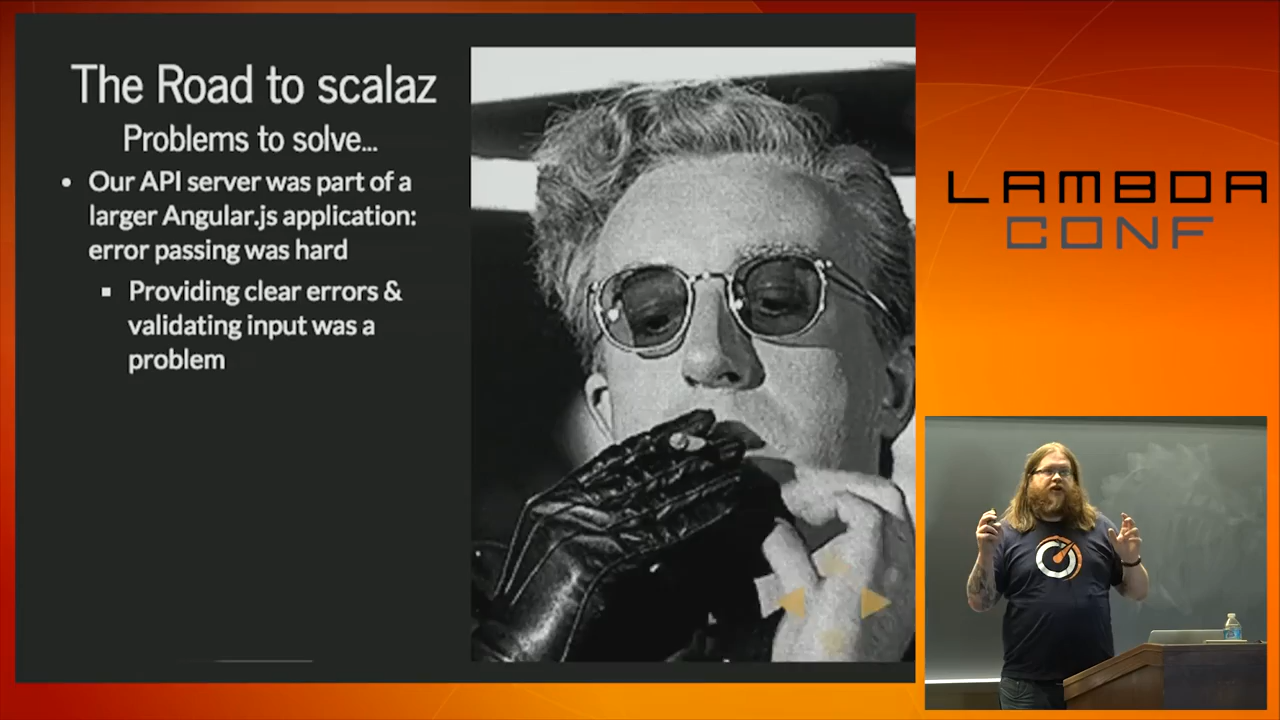 The Road to scalaz
Problems to solve...
• Our API server was part of a
larger Angular.js application:
error passing was hard
▪ Providing clear errors &
validating input was a
problem
LAMBDA
CONF